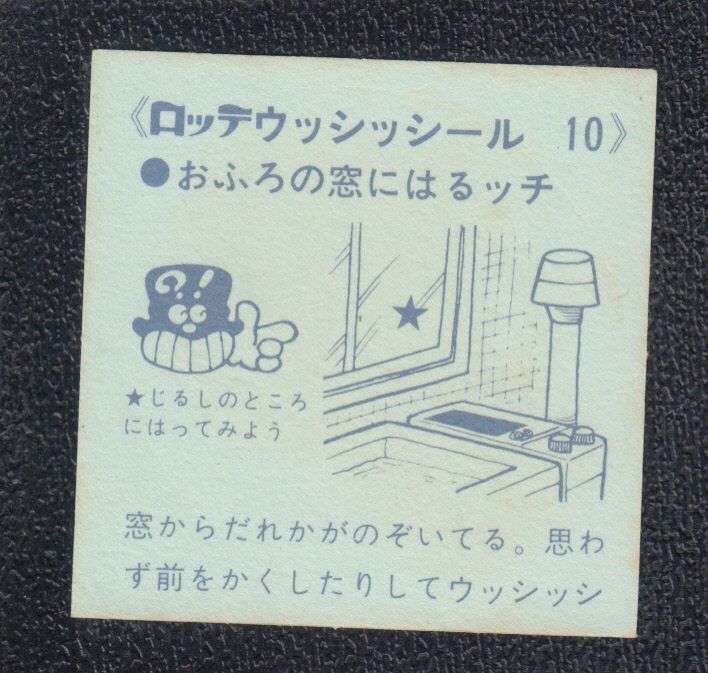 《ロッテウッシッシール 10》
●おふろの窓にはるッチ
?!
★じるしのところ
にはってみよう
窓からだれかがのぞいてる。思わ
ず前をかくしたりしてウッシッシ